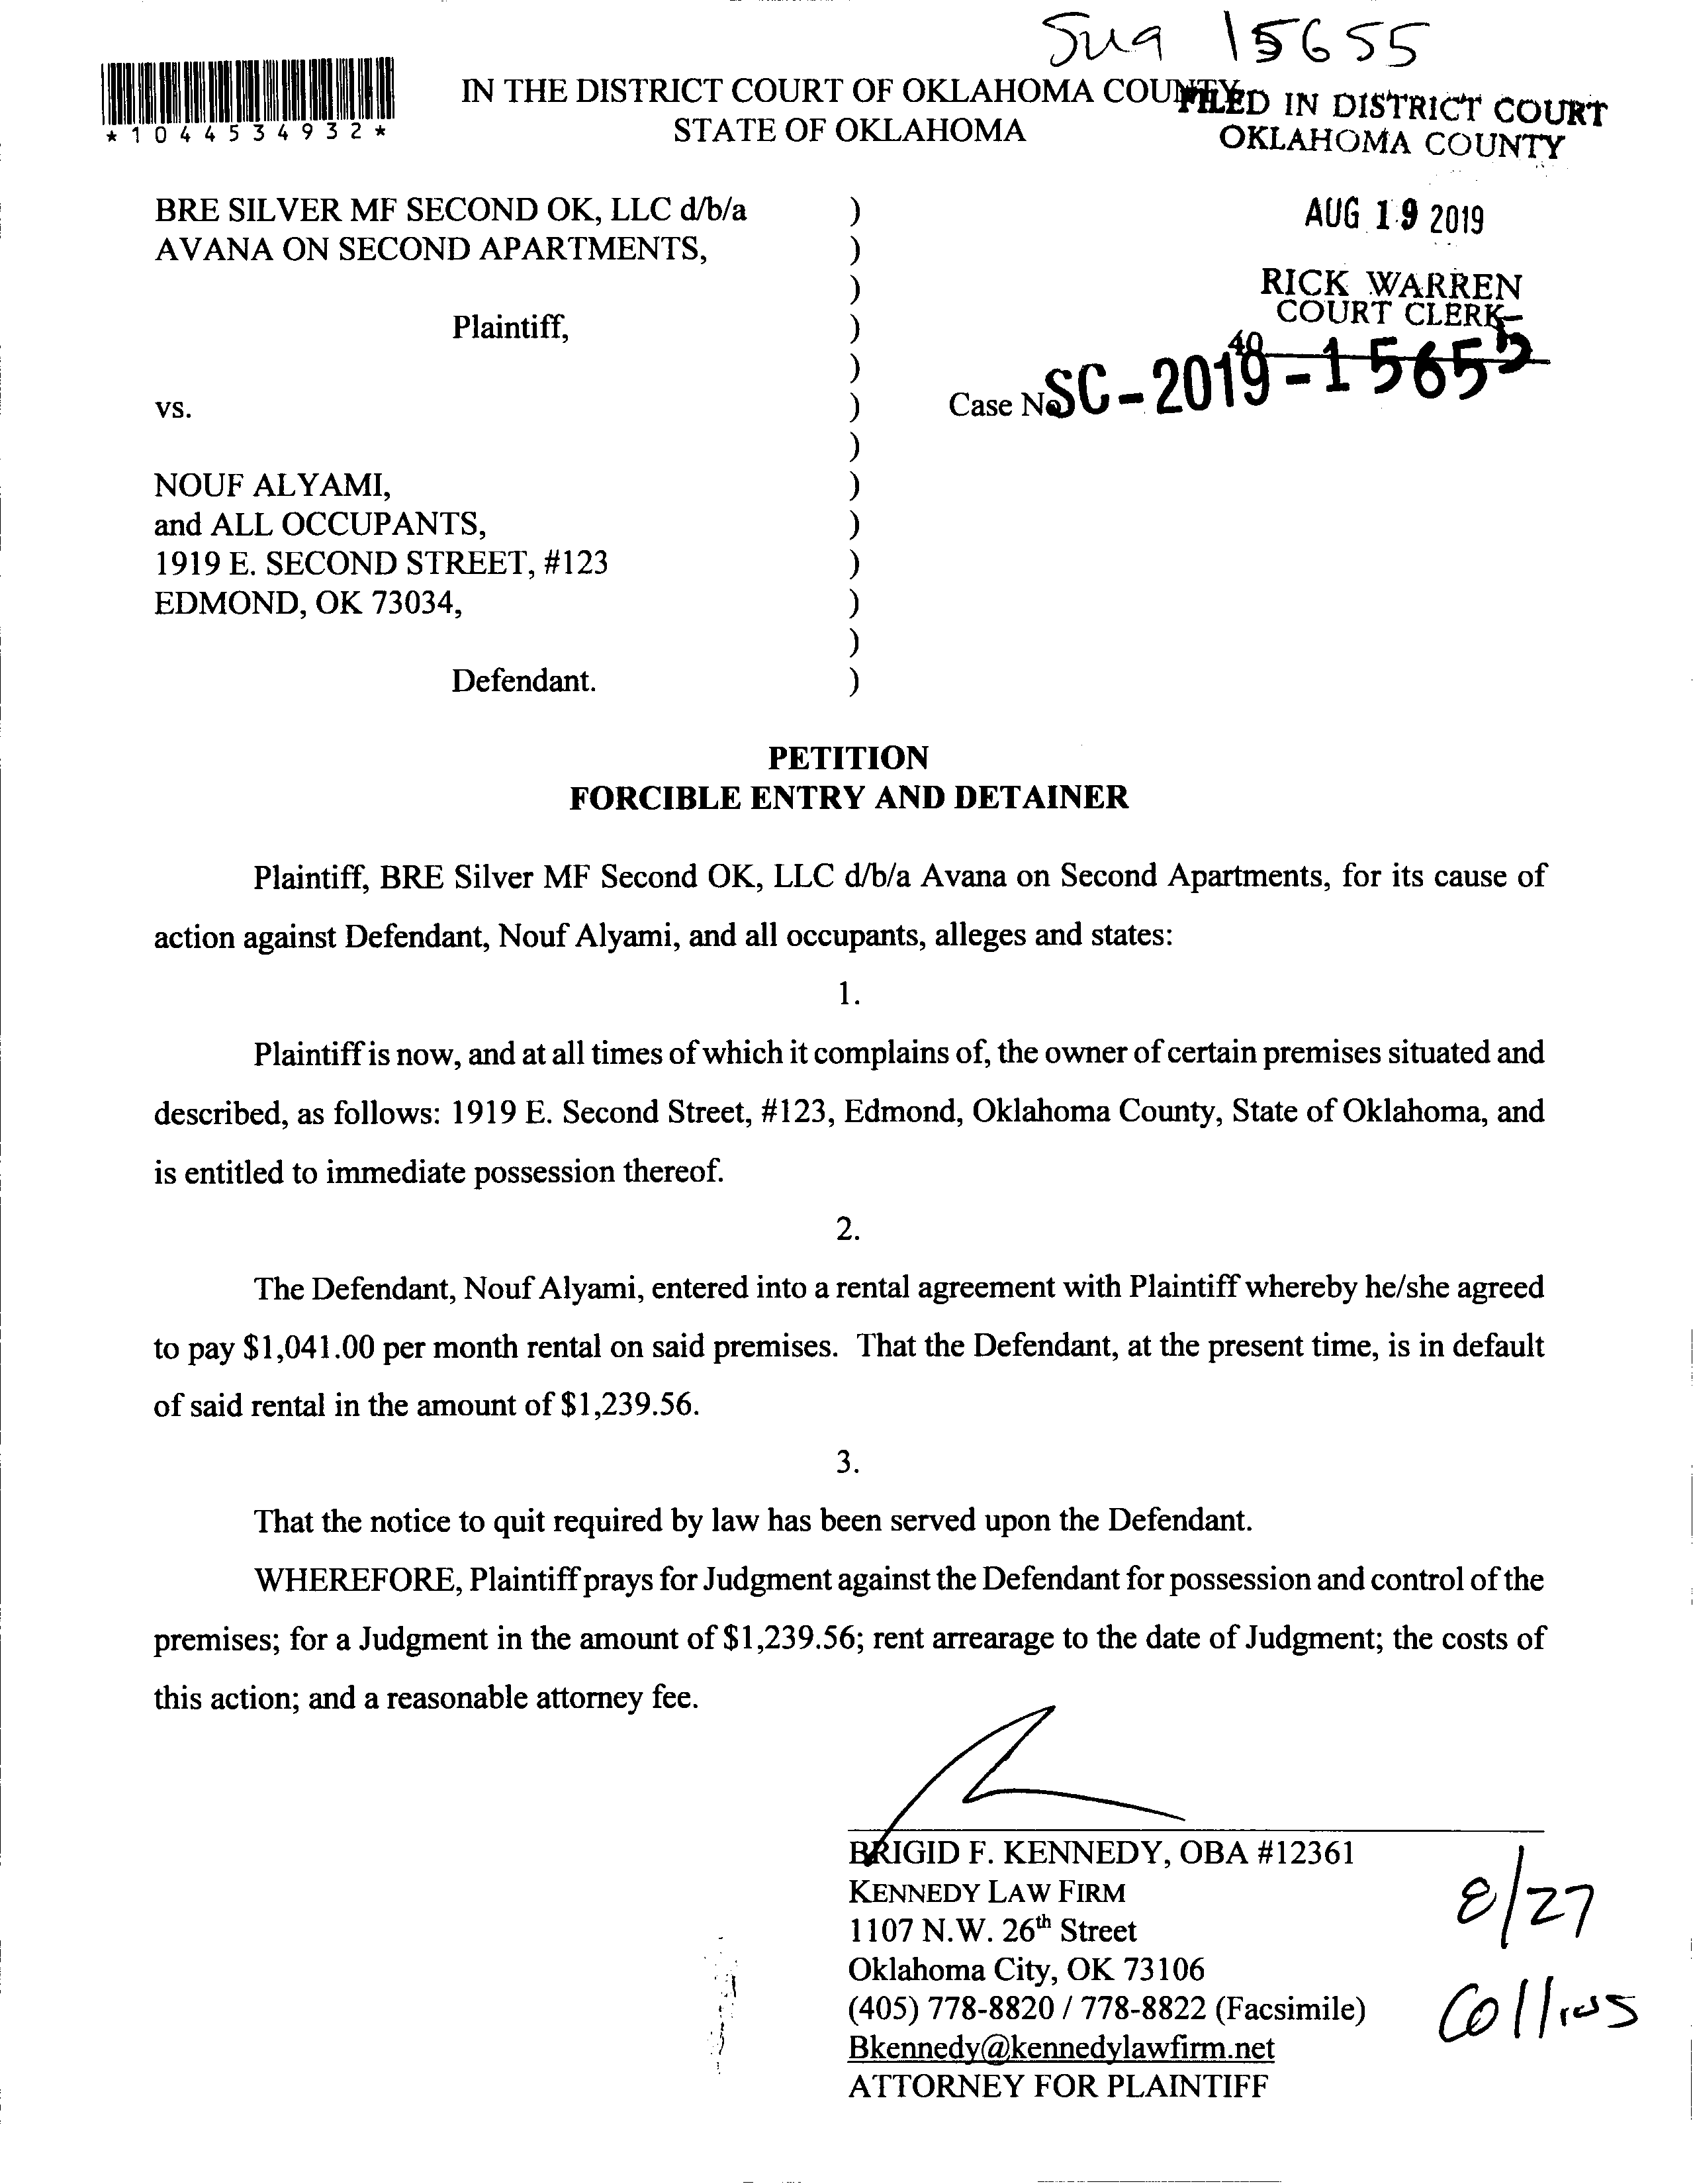 Sug 15655
*1044534932*
IN THE DISTRICT COURT OF OKLAHOMA COUNTY
STATE OF OKLAHOMA
FILED IN DISTRICT COURT
OKLAHOMA COUNTY
AUG 19 2019
RICK WARREN
COURT CLERK
40
BRE SILVER MF SECOND OK, LLC d/b/a )
AVANA ON SECOND APARTMENTS, )
)
Plaintiff, )
)
vs. ) Case No. SC-2019-15655
)
NOUF ALYAMI, )
and ALL OCCUPANTS, )
1919 E. SECOND STREET, #123 )
EDMOND, OK 73034, )
)
Defendant. )
PETITION
FORCIBLE ENTRY AND DETAINER
Plaintiff, BRE Silver MF Second OK, LLC d/b/a Avana on Second Apartments, for its cause of
action against Defendant, Nouf Alyami, and all occupants, alleges and states:
1.
Plaintiff is now, and at all times of which it complains of, the owner of certain premises situated and
described, as follows: 1919 E. Second Street, #123, Edmond, Oklahoma County, State of Oklahoma, and
is entitled to immediate possession thereof.
2.
The Defendant, Nouf Alyami, entered into a rental agreement with Plaintiff whereby he/she agreed
to pay $1,041.00 per month rental on said premises. That the Defendant, at the present time, is in default
of said rental in the amount of $1,239.56.
3.
That the notice to quit required by law has been served upon the Defendant.
WHEREFORE, Plaintiff prays for Judgment against the Defendant for possession and control of the
premises; for a Judgment in the amount of $1,239.56; rent arrearage to the date of Judgment; the costs of
this action; and a reasonable attorney fee.
BRIGID F. KENNEDY, OBA #12361
KENNEDY LAW FIRM
1107 N.W. 26th Street
Oklahoma City, OK 73106
(405) 778-8820 / 778-8822 (Facsimile)
Bkennedy@kennedylawfirm.net
ATTORNEY FOR PLAINTIFF
8/27
Collins